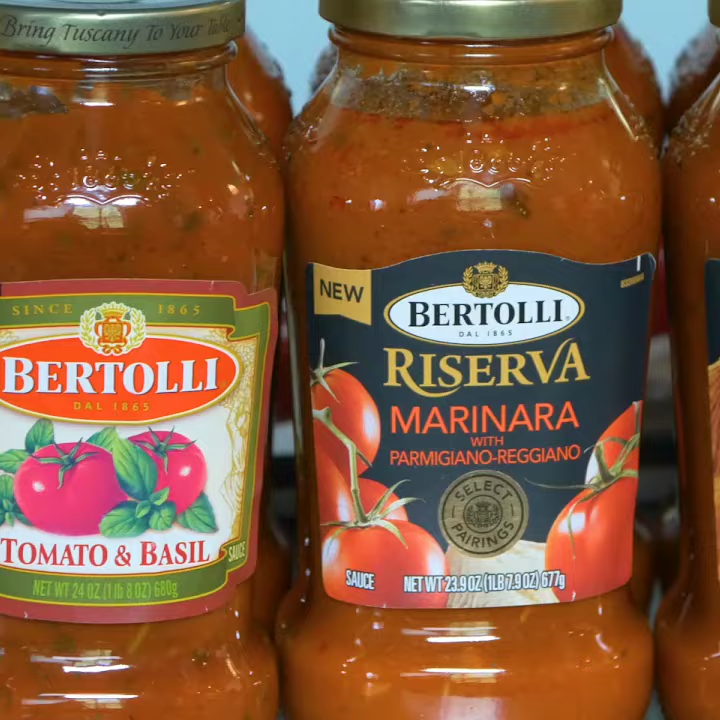 Bring Tuscany To Your Table
SINCE 1865
BERTOLLI
DAL 1865
TOMATO & BASIL
SAUCE
NET WT 24 OZ (1 lb 8 OZ) 680g
1865
NEW
BERTOLLI
DAL 1865
RISERVA
MARINARA
WITH
PARMIGIANO-REGGIANO
SELECT
PAIRINGS
SAUCE
NET WT 23.9 OZ (1LB 7.9 OZ) 677g